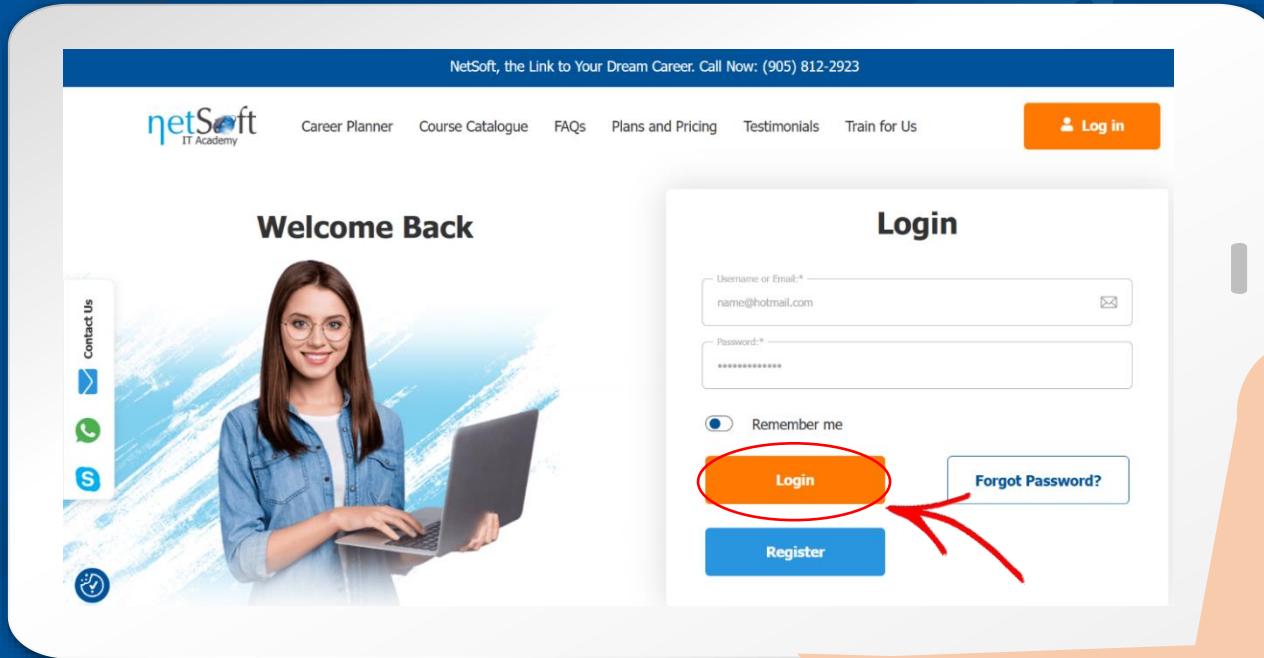 NetSoft, the Link to Your Dream Career. Call Now: (905) 812-2923
netSoft
IT Academy
Career Planner Course Catalogue FAQs Plans and Pricing Testimonials Train for Us
Log in
Welcome Back
Contact Us
S
Login
Username or Email:*
name@hotmail.com
Password:*
•••••••••••••
Remember me
Login
Forgot Password?
Register